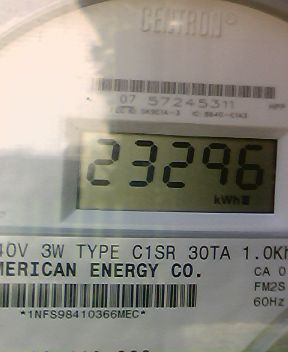 CENTRON®
07 57245311
23296
kWh
40V 3W TYPE C1SR 30TA 1.0Kh
MERICAN ENERGY CO.
CA 0
FM2S
60Hz
*1NFS98410366MEC*